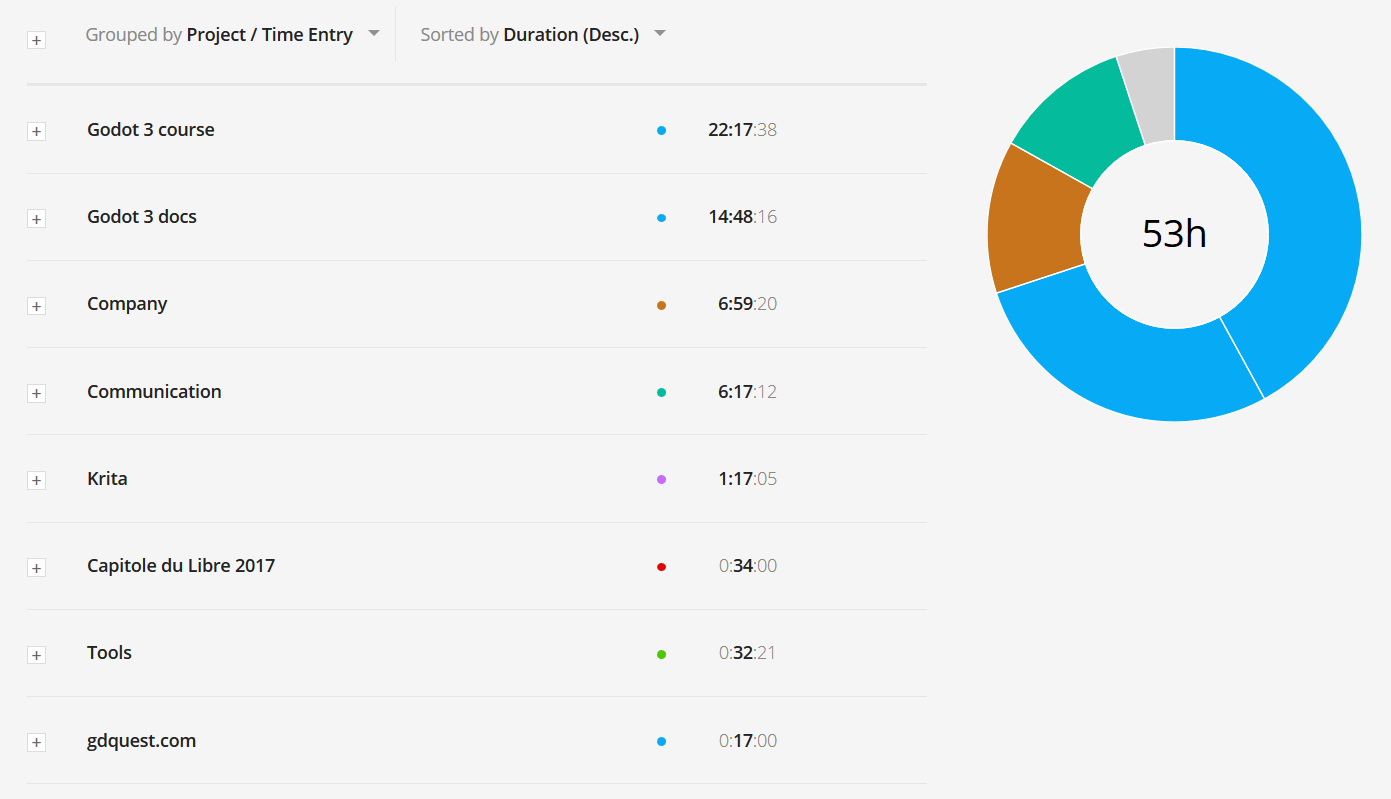 Grouped by Project / Time Entry Sorted by Duration (Desc.)
Godot 3 course 22:17:38
Godot 3 docs 14:48:16
Company 6:59:20
Communication 6:17:12
Krita 1:17:05
Capitole du Libre 2017 0:34:00
Tools 0:32:21
gdquest.com 0:17:00
53h